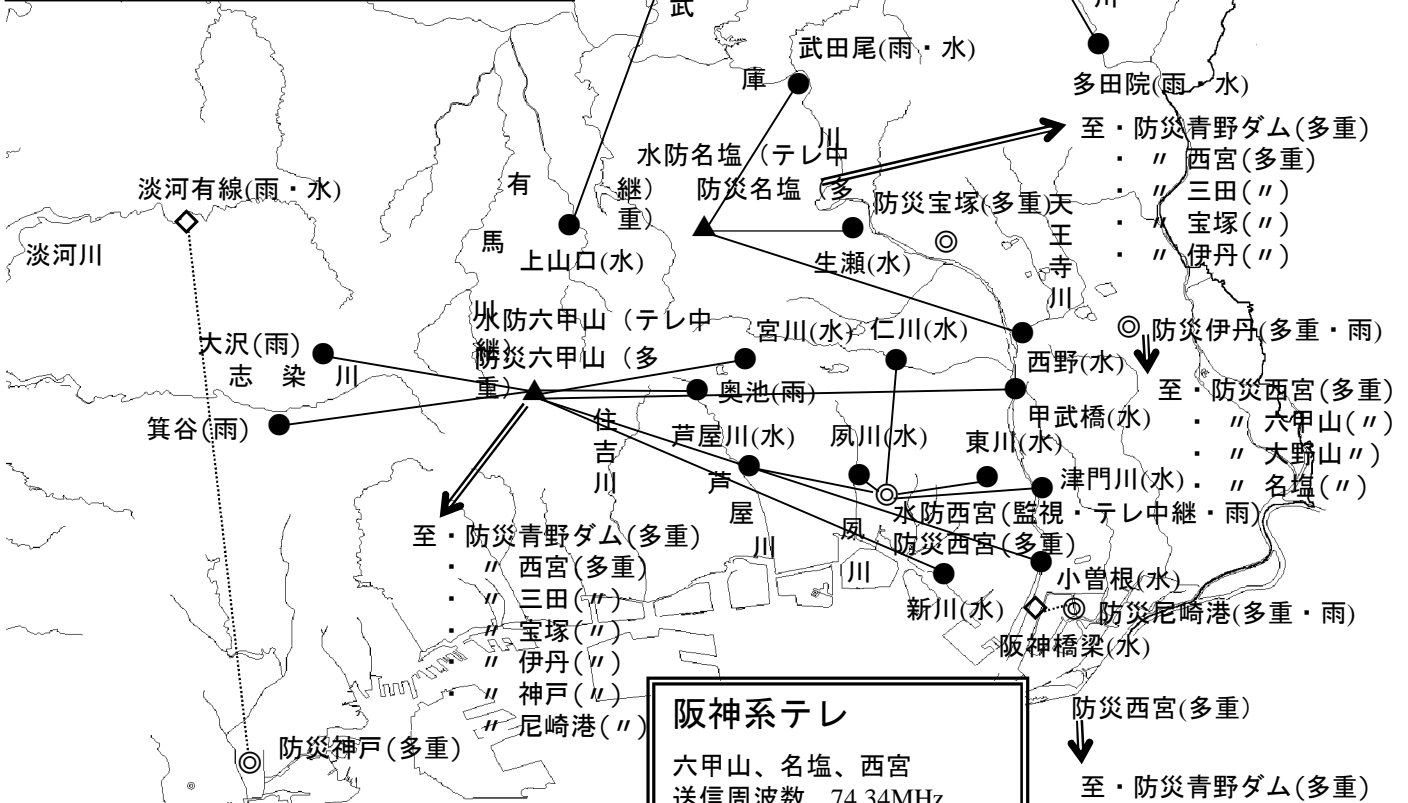 武
庫
川
川
武田尾(雨・水)
多田院(雨・水)
至・防災青野ダム(多重)
・ 〃 西宮(多重)
・ 〃 三田(〃)
・ 〃 宝塚(〃)
・ 〃 伊丹(〃)
水防名塩（テレ中
継）
防災名塩（多
重）
淡河有線(雨・水)
淡河川
有
馬
川
上山口(水)
防災宝塚(多重)
生瀬(水)
天
王
寺
川
水防六甲山（テレ中
継）
防災六甲山（多
重）
宮川(水)
仁川(水)
西野(水)
防災伊丹(多重・雨)
大沢(雨)
志 染 川
箕谷(雨)
奥池(雨)
甲武橋(水)
至・防災西宮(多重)
・ 〃 六甲山(〃)
・ 〃 大野山〃)
・ 〃 名塩(〃)
住
吉
川
芦屋川(水)
夙川(水)
東川(水)
津門川(水)
芦
屋
川
夙
川
水防西宮(監視・テレ中継・雨)
防災西宮(多重)
小曽根(水)
新川(水)
防災尼崎港(多重・雨)
阪神橋梁(水)
至・防災青野ダム(多重)
・ 〃 西宮(多重)
・ 〃 三田(〃)
・ 〃 宝塚(〃)
・ 〃 伊丹(〃)
・ 〃 神戸(〃)
〃 尼崎港(〃)
防災神戸(多重)
阪神系テレ
六甲山、名塩、西宮
送信周波数 74.34MHz
防災西宮(多重）
至・防災青野ダム(多重)